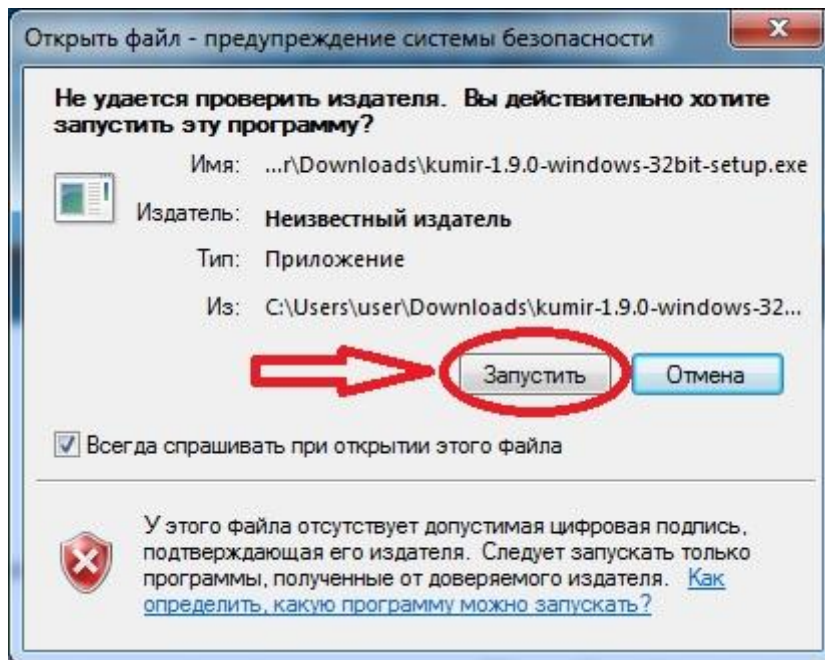 Открыть файл - предупреждение системы безопасности
Не удается проверить издателя. Вы действительно хотите
запустить эту программу?
Имя: ...r\Downloads\kumir-1.9.0-windows-32bit-setup.exe
Издатель: Неизвестный издатель
Тип: Приложение
Из: C:\Users\user\Downloads\kumir-1.9.0-windows-32...
Запустить Отмена
Всегда спрашивать при открытии этого файла
У этого файла отсутствует допустимая цифровая подпись,
подтверждающая его издателя. Следует запускать только
программы, полученные от доверяемого издателя. Как
определить, какую программу можно запускать?